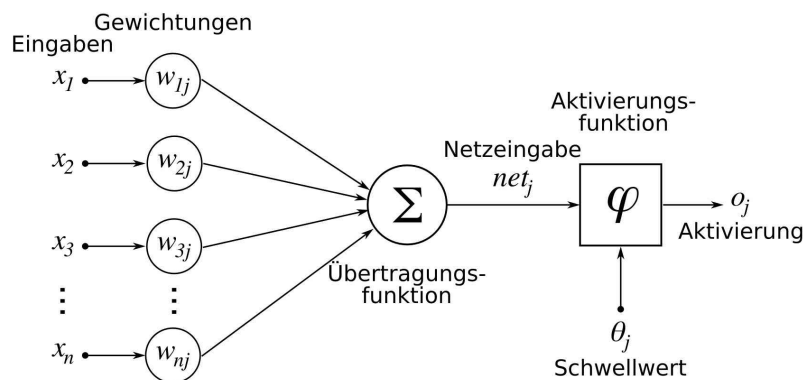 Gewichtungen
Eingaben
x1 w1j
x2 w2j
x3 w3j
⋮ ⋮
xn wnj
Σ
Übertragungs-
funktion
Netzeingabe
netj
Aktivierungs-
funktion
φ
oj
Aktivierung
θj
Schwellwert